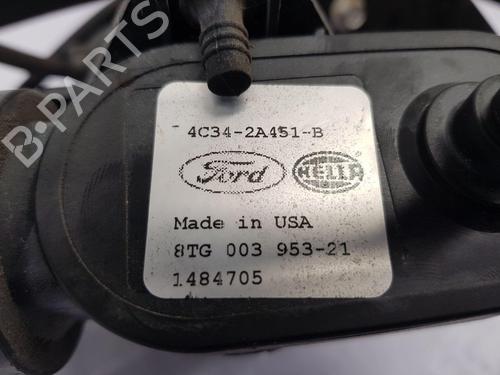 B-PARTS
4C34-2A451-B
Ford HELLA
Made in USA
8TG 003 953-21
1484705